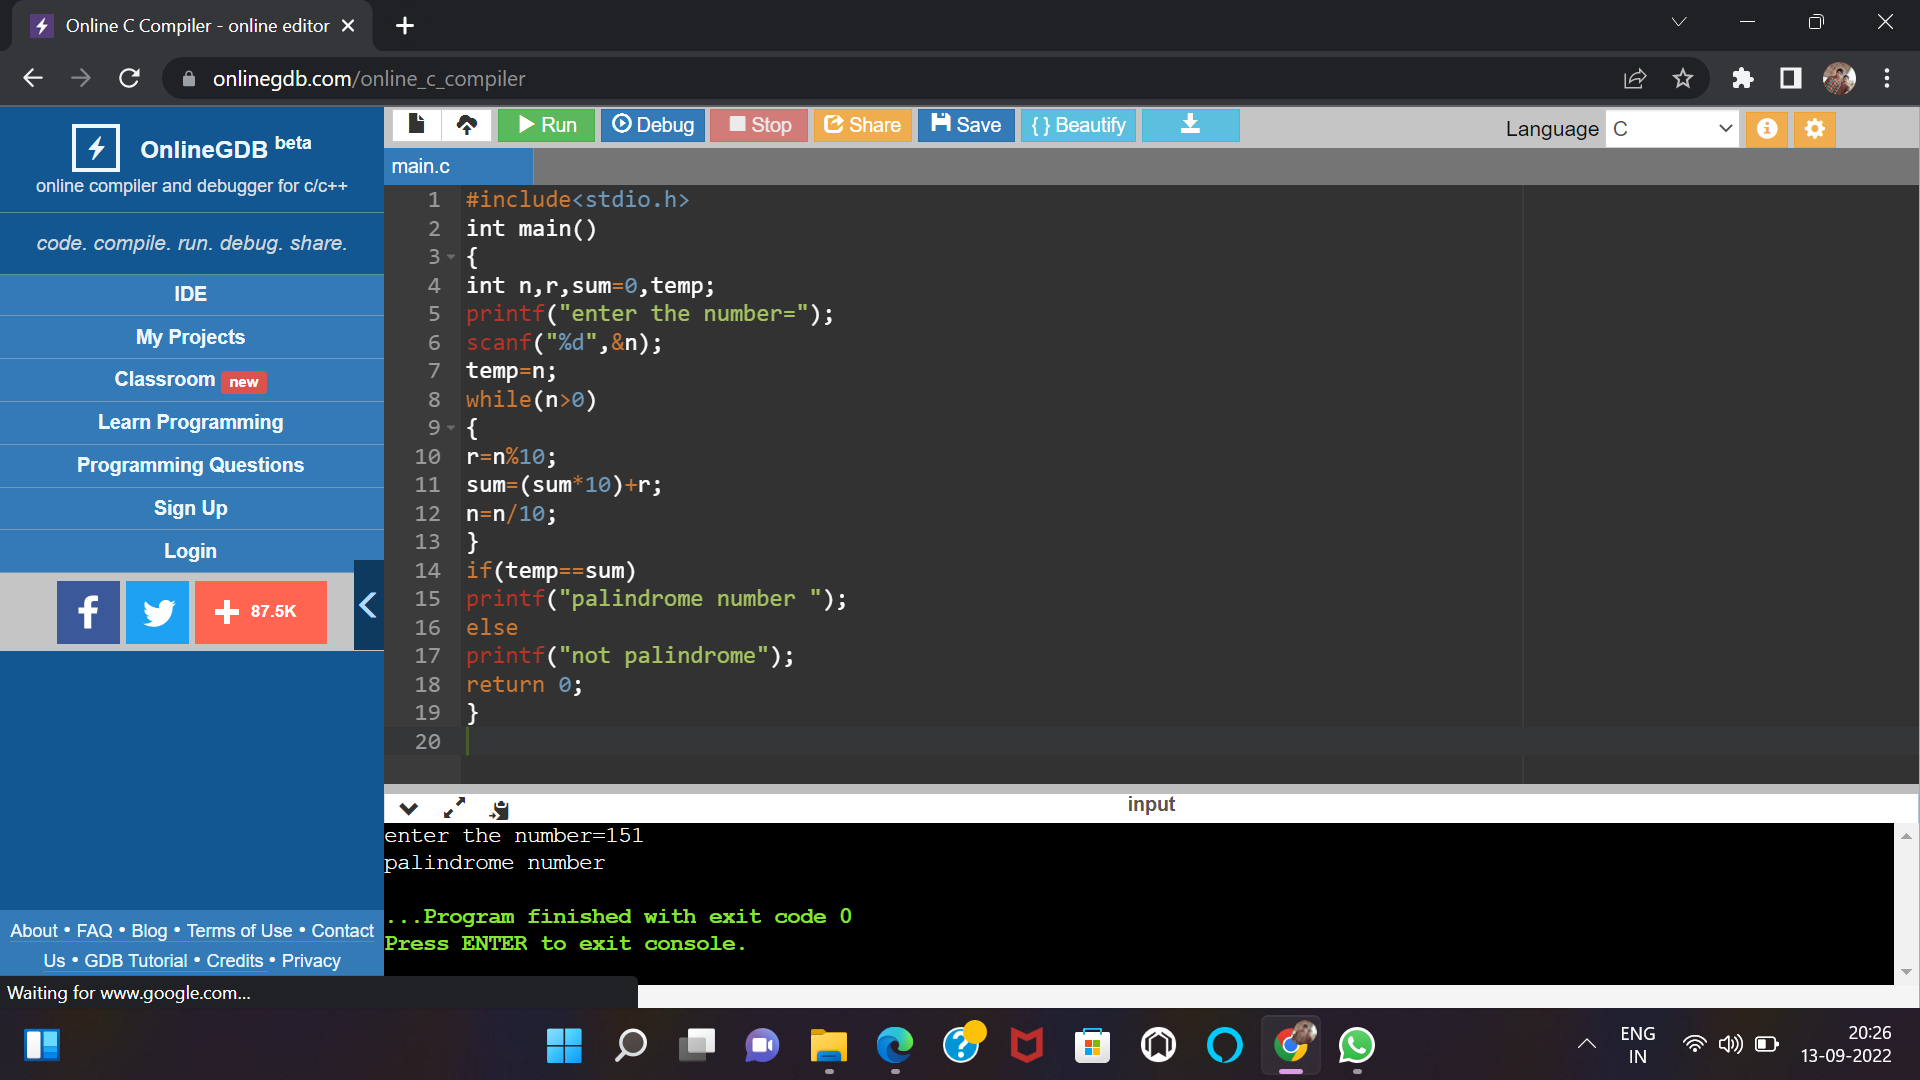 Online C Compiler - online editor
onlinegdb.com/online_c_compiler
OnlineGDB beta
online compiler and debugger for c/c++
code. compile. run. debug. share.
IDE
My Projects
Classroom new
Learn Programming
Programming Questions
Sign Up
Login
f
87.5K
About • FAQ • Blog • Terms of Use • Contact
Us • GDB Tutorial • Credits • Privacy
Waiting for www.google.com...
Run Debug Stop Share Save { } Beautify
Language C
main.c
1 #include<stdio.h>
2 int main()
3 {
4 int n,r,sum=0,temp;
5 printf("enter the number=");
6 scanf("%d",&n);
7 temp=n;
8 while(n>0)
9 {
10 r=n%10;
11 sum=(sum*10)+r;
12 n=n/10;
13 }
14 if(temp==sum)
15 printf("palindrome number ");
16 else
17 printf("not palindrome");
18 return 0;
19 }
20
input
enter the number=151
palindrome number
...Program finished with exit code 0
Press ENTER to exit console.
ENG
IN
20:26
13-09-2022